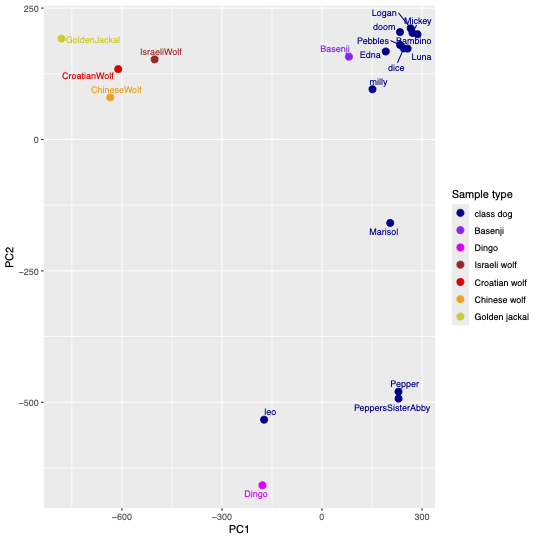 250
0
−250
−500
PC2
−600
−300
0
300
PC1
Logan
Mickey
doom
Pebbles
Bambino
Basenji
Edna
Luna
dice
milly
GoldenJackal
IsraeliWolf
CroatianWolf
ChineseWolf
Marisol
Pepper
PeppersSisterAbby
leo
Dingo
Sample type
class dog
Basenji
Dingo
Israeli wolf
Croatian wolf
Chinese wolf
Golden jackal